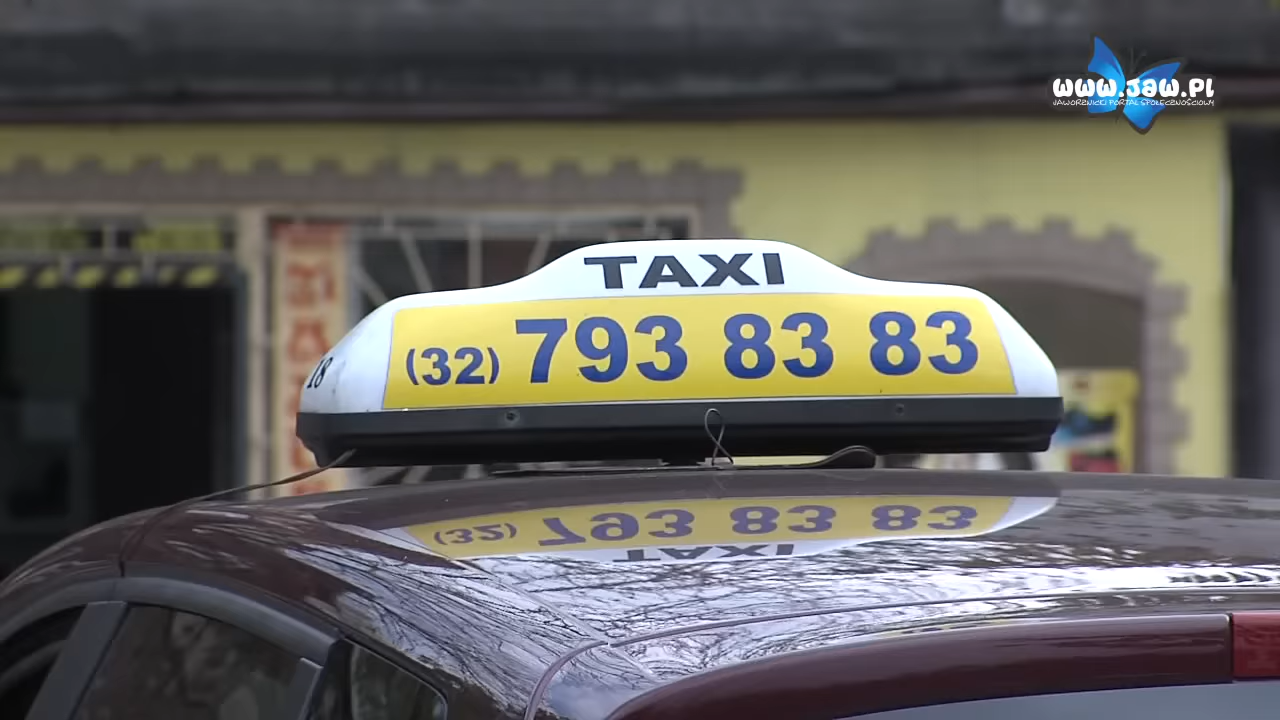 www.jaw.pl
JAWORZNICKI PORTAL SPOŁECZNOŚCIOWY
TAXI
(32) 793 83 83
18